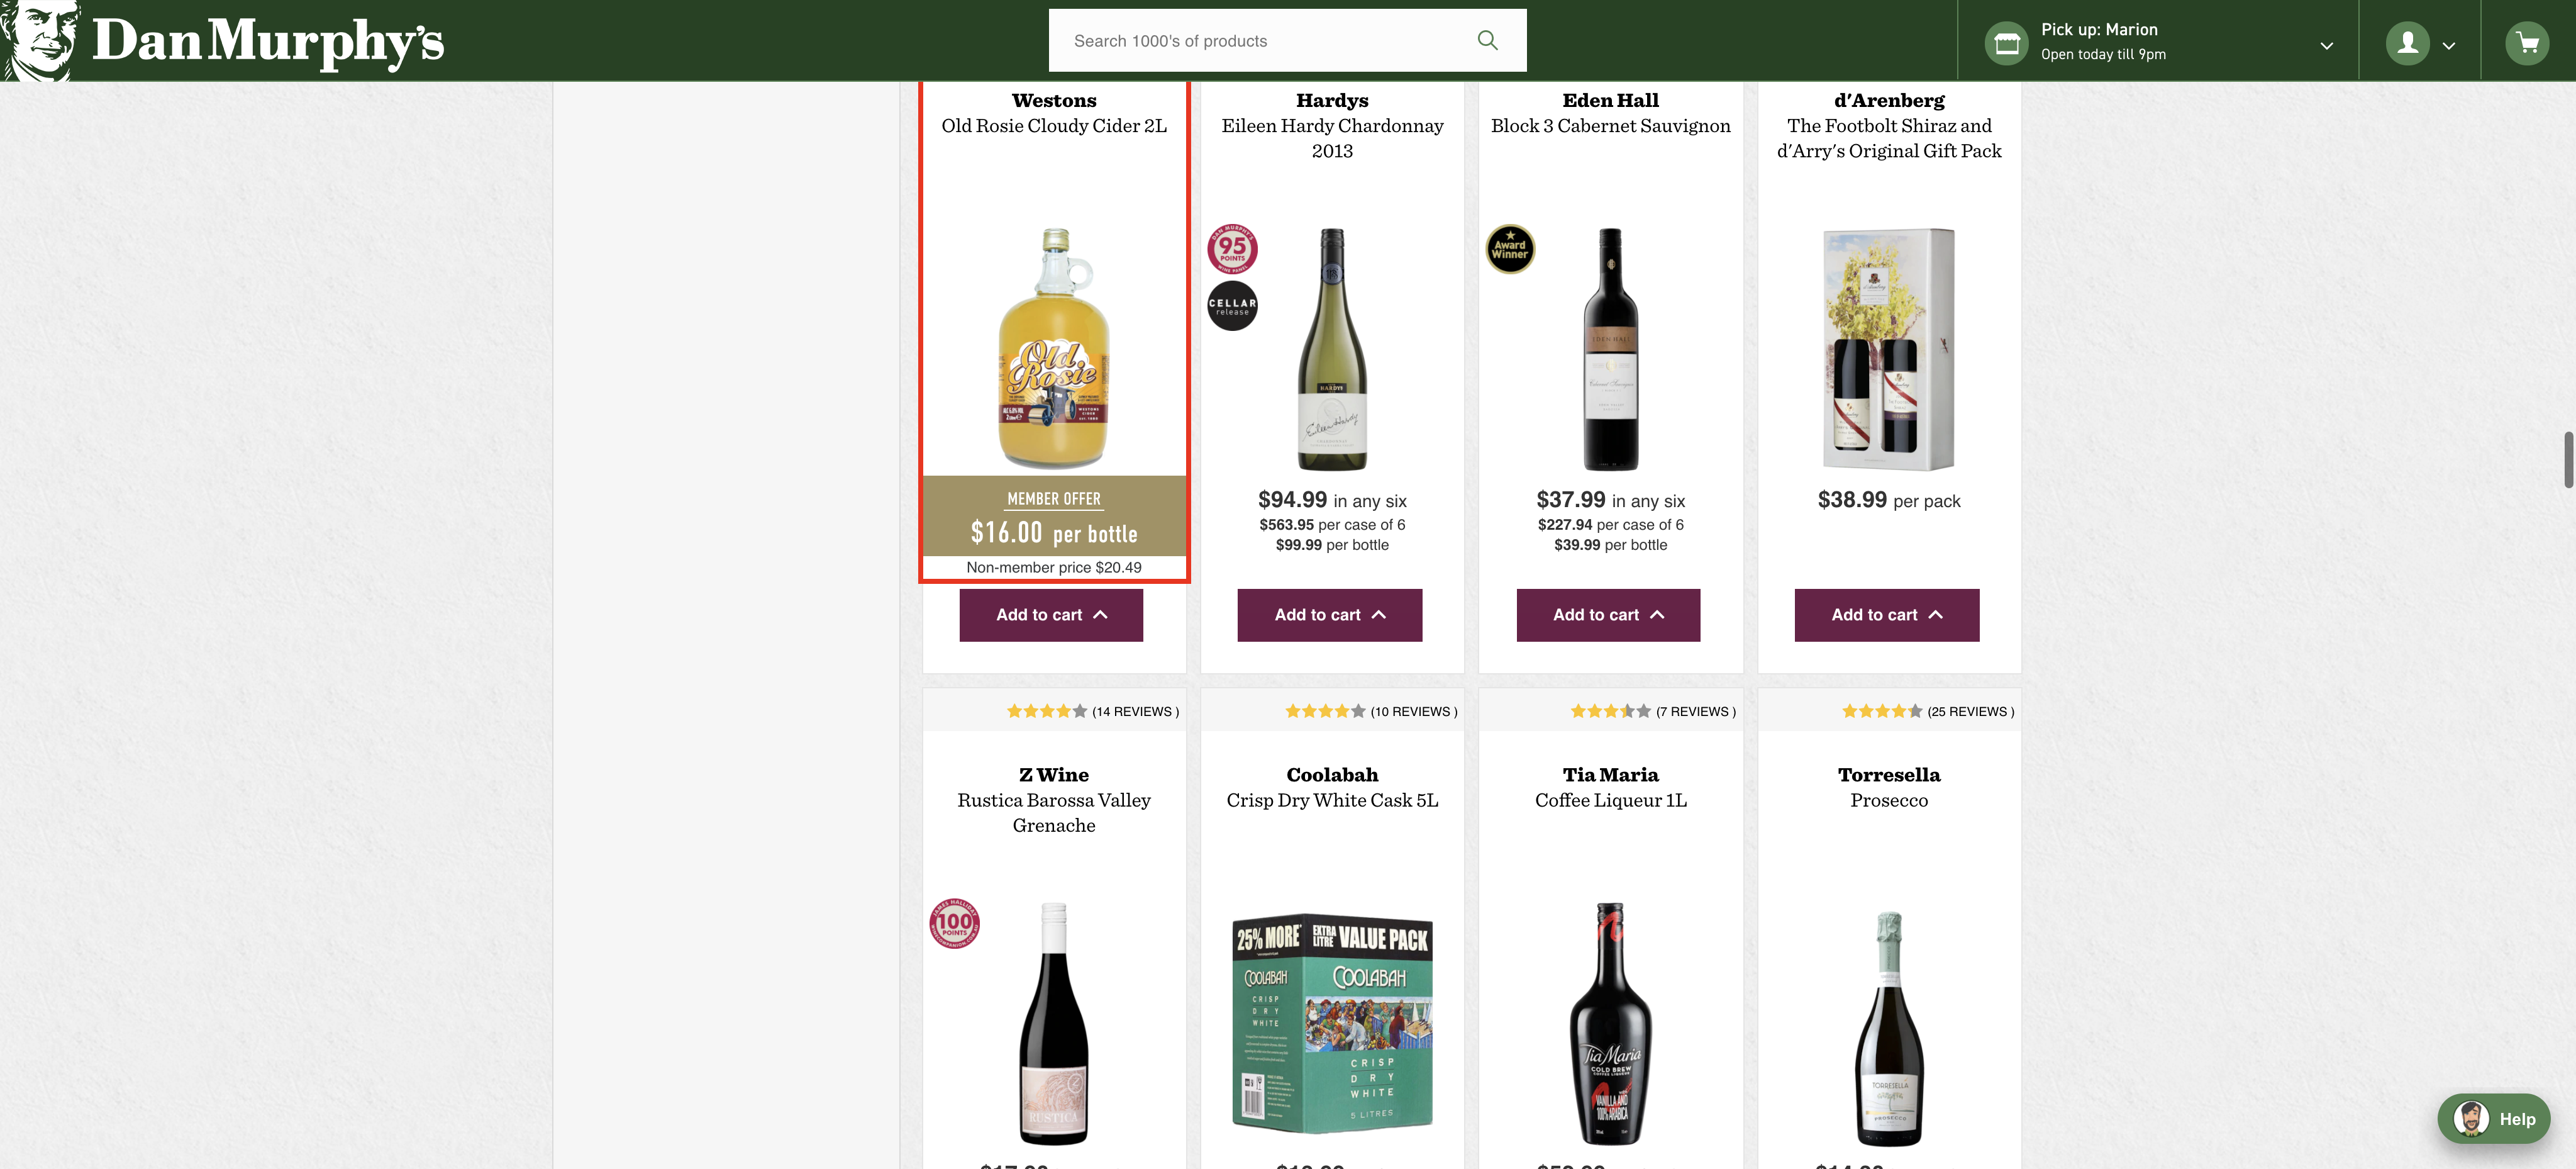 Dan Murphy's
Search 1000's of products
Pick up: Marion
Open today till 9pm
Westons
Old Rosie Cloudy Cider 2L
Old
Rosie
MEMBER OFFER
$16.00 per bottle
Non-member price $20.49
Add to cart
Hardys
Eileen Hardy Chardonnay
2013
95
POINTS
CELLAR
release
HARDYS
Eileen Hardy
$94.99 in any six
$563.95 per case of 6
$99.99 per bottle
Add to cart
Eden Hall
Block 3 Cabernet Sauvignon
Award
Winner
EDEN HALL
$37.99 in any six
$227.94 per case of 6
$39.99 per bottle
Add to cart
d'Arenberg
The Footbolt Shiraz and
d'Arry's Original Gift Pack
$38.99 per pack
Add to cart
(14 REVIEWS )
Z Wine
Rustica Barossa Valley
Grenache
100
POINTS
RUSTICA
(10 REVIEWS )
Coolabah
Crisp Dry White Cask 5L
25% MORE
EXTRA
LITRE VALUE PACK
COOLABAH
CRISP
DRY
WHITE
COOLABAH
CRISP
DRY
WHITE
5 LITRES
(7 REVIEWS )
Tia Maria
Coffee Liqueur 1L
Tia Maria
COLD BREW
COFFEE LIQUEUR
VANILLA AND
100% ARABICA
(25 REVIEWS )
Torresella
Prosecco
TORRESELLA
PROSECCO
Help